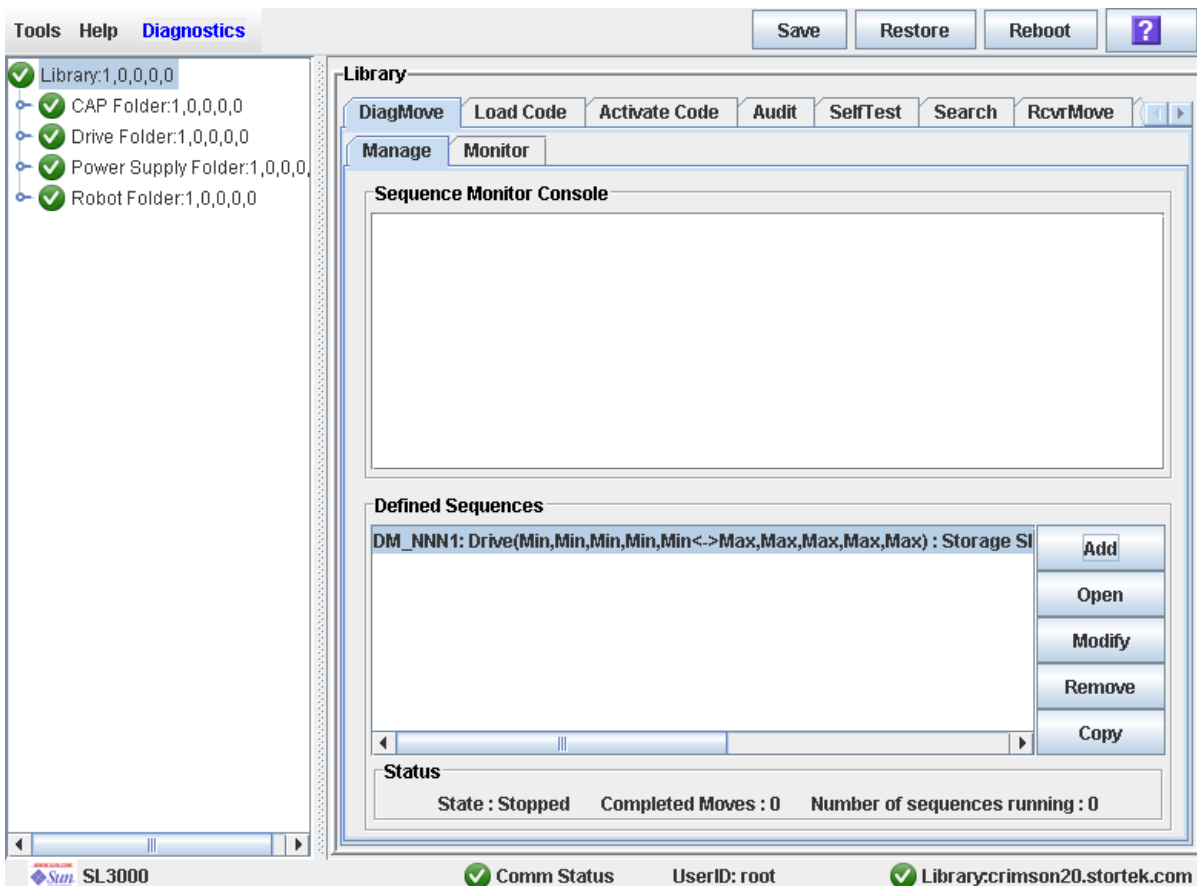 Tools Help Diagnostics Save Restore Reboot ?
Library:1,0,0,0,0
CAP Folder:1,0,0,0,0
Drive Folder:1,0,0,0,0
Power Supply Folder:1,0,0,0,
Robot Folder:1,0,0,0,0
Library
DiagMove Load Code Activate Code Audit SelfTest Search RcvrMove
Manage Monitor
Sequence Monitor Console
Defined Sequences
DM_NNN1: Drive(Min,Min,Min,Min,Min<->Max,Max,Max,Max,Max) : Storage Sl
Add
Open
Modify
Remove
Copy
Status
State : Stopped Completed Moves : 0 Number of sequences running : 0
Sun SL3000 Comm Status UserID: root Library:crimson20.stortek.com